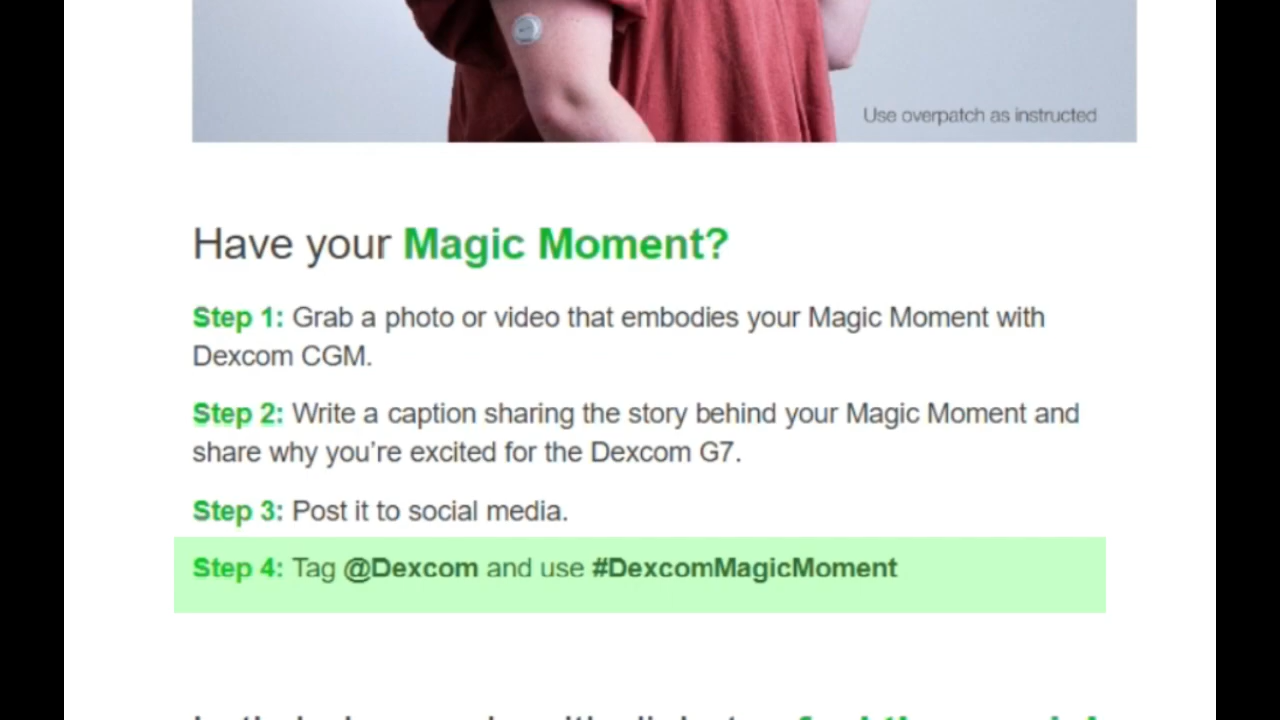 Use overpatch as instructed
Have your Magic Moment?
Step 1: Grab a photo or video that embodies your Magic Moment with
Dexcom CGM.
Step 2: Write a caption sharing the story behind your Magic Moment and
share why you’re excited for the Dexcom G7.
Step 3: Post it to social media.
Step 4: Tag @Dexcom and use #DexcomMagicMoment